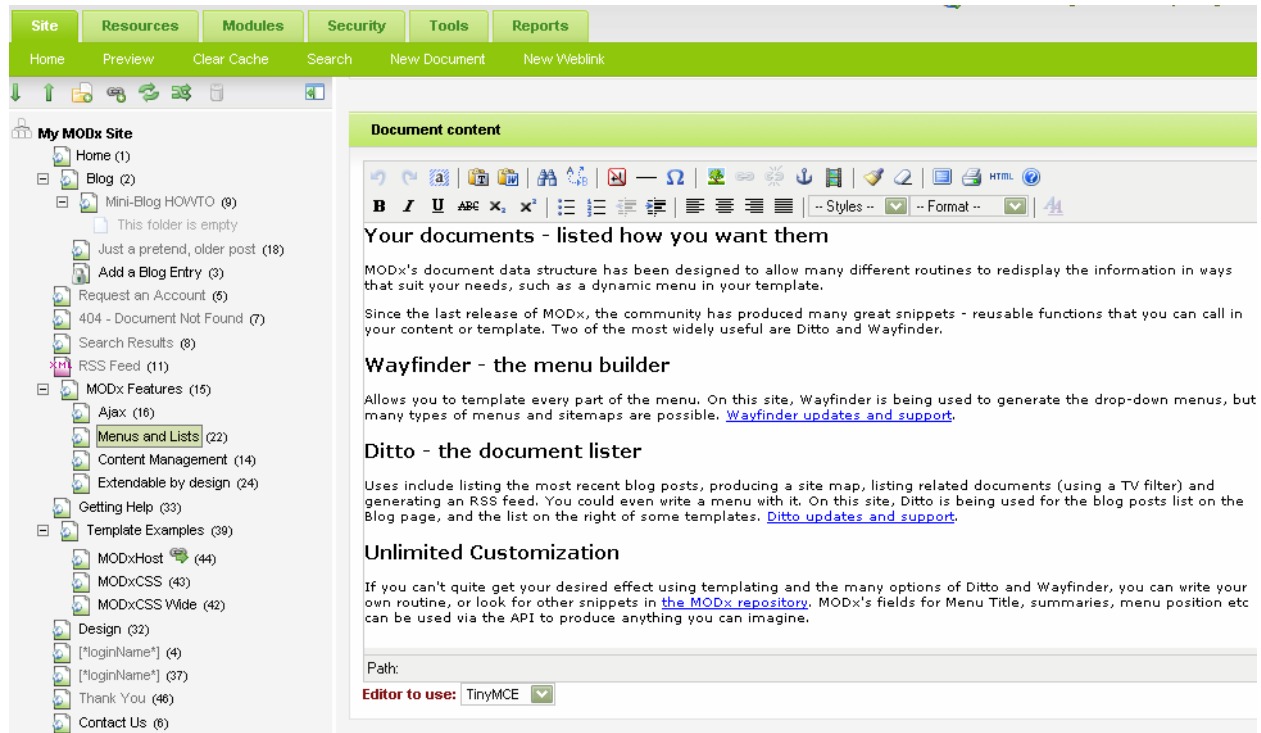 Site Resources Modules Security Tools Reports
Home Preview Clear Cache Search New Document New Weblink
My MODx Site
Home (1)
Blog (2)
Mini-Blog HOWTO (9)
This folder is empty
Just a pretend, older post (18)
Add a Blog Entry (3)
Request an Account (5)
404 - Document Not Found (7)
Search Results (8)
XML RSS Feed (11)
MODx Features (15)
Ajax (16)
Menus and Lists (22)
Content Management (14)
Extendable by design (24)
Getting Help (33)
Template Examples (39)
MODxHost (44)
MODxCSS (43)
MODxCSS Wide (42)
Design (32)
[*loginName*] (4)
[*loginName*] (37)
Thank You (46)
Contact Us (6)
Document content
HTML
B I U ABC x₂ x² -- Styles -- -- Format --
Your documents - listed how you want them
MODx's document data structure has been designed to allow many different routines to redisplay the information in ways
that suit your needs, such as a dynamic menu in your template.
Since the last release of MODx, the community has produced many great snippets - reusable functions that you can call in
your content or template. Two of the most widely useful are Ditto and Wayfinder.
Wayfinder - the menu builder
Allows you to template every part of the menu. On this site, Wayfinder is being used to generate the drop-down menus, but
many types of menus and sitemaps are possible. Wayfinder updates and support.
Ditto - the document lister
Uses include listing the most recent blog posts, producing a site map, listing related documents (using a TV filter) and
generating an RSS feed. You could even write a menu with it. On this site, Ditto is being used for the blog posts list on the
Blog page, and the list on the right of some templates. Ditto updates and support.
Unlimited Customization
If you can't quite get your desired effect using templating and the many options of Ditto and Wayfinder, you can write your
own routine, or look for other snippets in the MODx repository. MODx's fields for Menu Title, summaries, menu position etc
can be used via the API to produce anything you can imagine.
Path:
Editor to use: TinyMCE